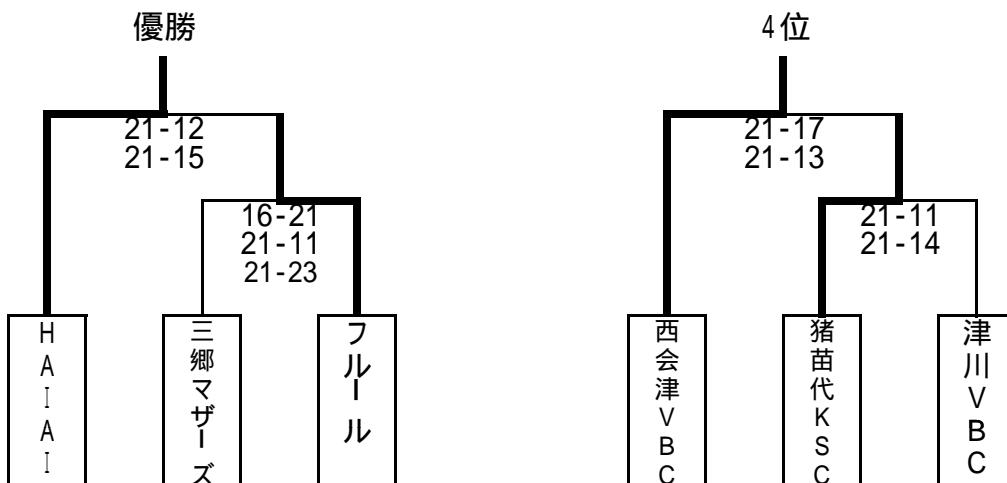 優勝
21-12
21-15
16-21
21-11
21-23
HAIAI
三郷マザーズ
フルール
4位
21-17
21-13
21-11
21-14
西会津VBC
猪苗代KSC
津川VBC